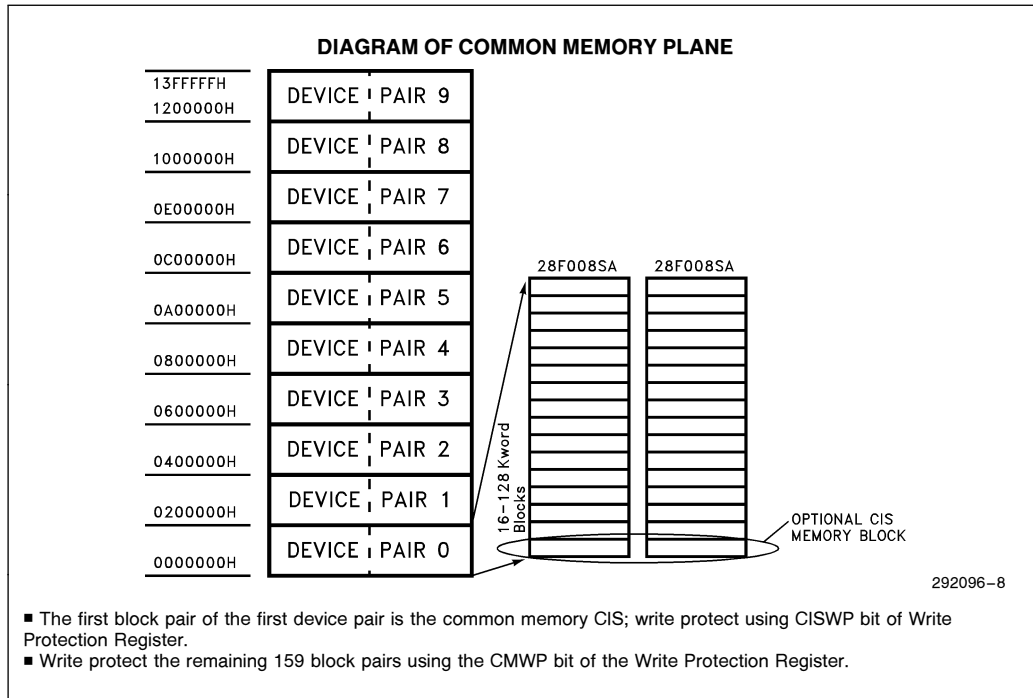 DIAGRAM OF COMMON MEMORY PLANE
13FFFFFH
1200000H
DEVICE PAIR 9
1000000H
DEVICE PAIR 8
0E00000H
DEVICE PAIR 7
0C00000H
DEVICE PAIR 6
0A00000H
DEVICE PAIR 5
0800000H
DEVICE PAIR 4
0600000H
DEVICE PAIR 3
0400000H
DEVICE PAIR 2
0200000H
DEVICE PAIR 1
0000000H
DEVICE PAIR 0
28F008SA 28F008SA
16-128 Kword
Blocks
OPTIONAL CIS
MEMORY BLOCK
292096-8
■ The first block pair of the first device pair is the common memory CIS; write protect using CISWP bit of Write
Protection Register.
■ Write protect the remaining 159 block pairs using the CMWP bit of the Write Protection Register.